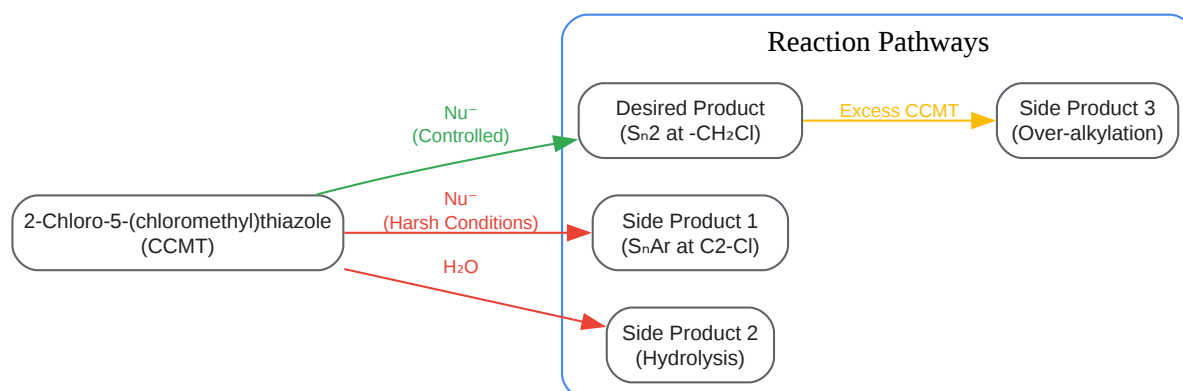 Reaction Pathways
Nu⁻
(Controlled)
Desired Product
(Sₙ2 at -CH₂Cl)
Excess CCMT
Side Product 3
(Over-alkylation)
2-Chloro-5-(chloromethyl)thiazole
(CCMT)
Nu⁻
(Harsh Conditions)
Side Product 1
(SₙAr at C2-Cl)
H₂O
Side Product 2
(Hydrolysis)